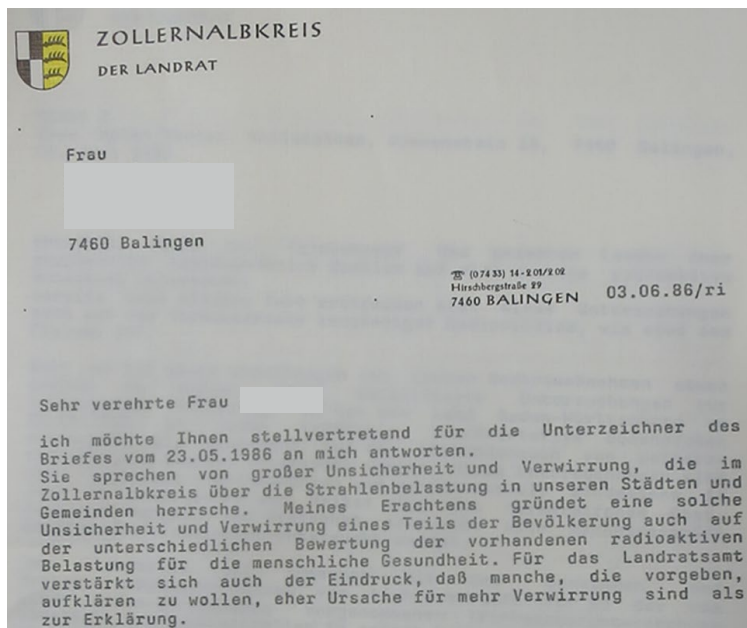 ZOLLERNALBKREIS
DER LANDRAT
Frau
7460 Balingen
☎ (0 74 33) 14-201/202
Hirschbergstraße 29
7460 BALINGEN 03.06.86/ri
Sehr verehrte Frau
ich möchte Ihnen stellvertretend für die Unterzeichner des
Briefes vom 23.05.1986 an mich antworten.
Sie sprechen von großer Unsicherheit und Verwirrung, die im
Zollernalbkreis über die Strahlenbelastung in unseren Städten und
Gemeinden herrsche. Meines Erachtens gründet eine solche
Unsicherheit und Verwirrung eines Teils der Bevölkerung auch auf
der unterschiedlichen Bewertung der vorhandenen radioaktiven
Belastung für die menschliche Gesundheit. Für das Landratsamt
verstärkt sich auch der Eindruck, daß manche, die vorgeben,
aufklären zu wollen, eher Ursache für mehr Verwirrung sind als
zur Erklärung.